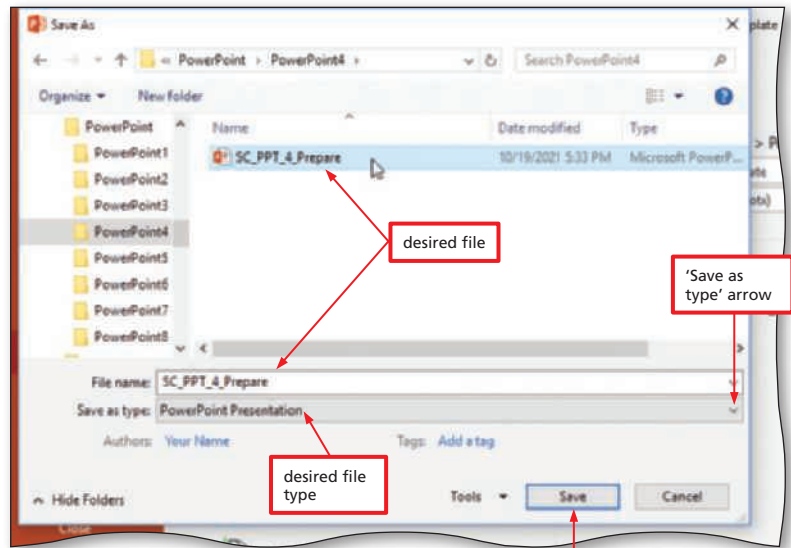 Save As
plate
« PowerPoint › PowerPoint4 ›
Search PowerPoint4
Organize
New folder
PowerPoint
PowerPoint1
PowerPoint2
PowerPoint3
PowerPoint4
PowerPoint5
PowerPoint6
PowerPoint7
PowerPoint8
Name
Date modified
Type
SC_PPT_4_Prepare
10/19/2021 5:33 PM
Microsoft PowerP...
> P
desired file
'Save as
type' arrow
File name: SC_PPT_4_Prepare
Save as type: PowerPoint Presentation
Authors: Your Name
Tags: Add a tag
desired file
type
Hide Folders
Tools
Save
Cancel
Close